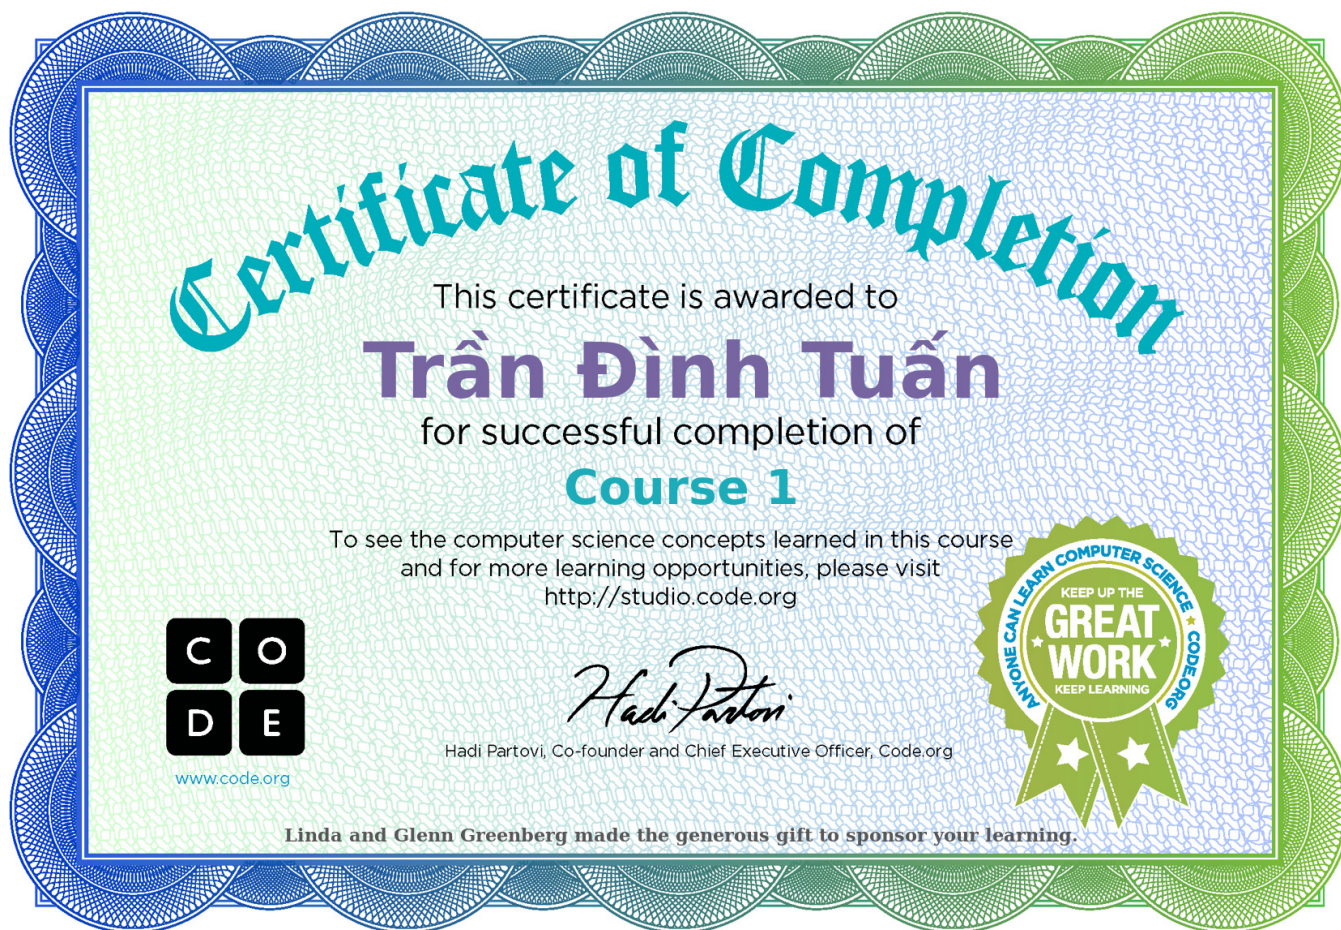 Certificate of Completion
This certificate is awarded to
Trần Đình Tuấn
for successful completion of
Course 1
To see the computer science concepts learned in this course
and for more learning opportunities, please visit
http://studio.code.org
C O
D E
www.code.org
Hadi Partovi
Hadi Partovi, Co-founder and Chief Executive Officer, Code.org
ANYONE CAN LEARN COMPUTER SCIENCE ★ CODE.ORG
KEEP UP THE
GREAT
WORK
KEEP LEARNING
Linda and Glenn Greenberg made the generous gift to sponsor your learning.